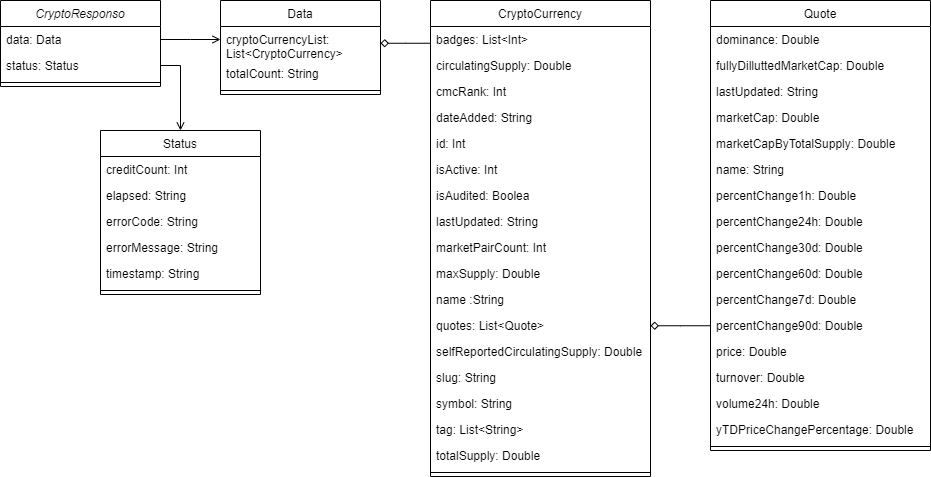 CryptoResponso
data: Data
status: Status
Data
cryptoCurrencyList:
List<CryptoCurrency>
totalCount: String
Status
creditCount: Int
elapsed: String
errorCode: String
errorMessage: String
timestamp: String
CryptoCurrency
badges: List<Int>
circulatingSupply: Double
cmcRank: Int
dateAdded: String
id: Int
isActive: Int
isAudited: Boolea
lastUpdated: String
marketPairCount: Int
maxSupply: Double
name :String
quotes: List<Quote>
selfReportedCirculatingSupply: Double
slug: String
symbol: String
tag: List<String>
totalSupply: Double
Quote
dominance: Double
fullyDilluttedMarketCap: Double
lastUpdated: String
marketCap: Double
marketCapByTotalSupply: Double
name: String
percentChange1h: Double
percentChange24h: Double
percentChange30d: Double
percentChange60d: Double
percentChange7d: Double
percentChange90d: Double
price: Double
turnover: Double
volume24h: Double
yTDPriceChangePercentage: Double